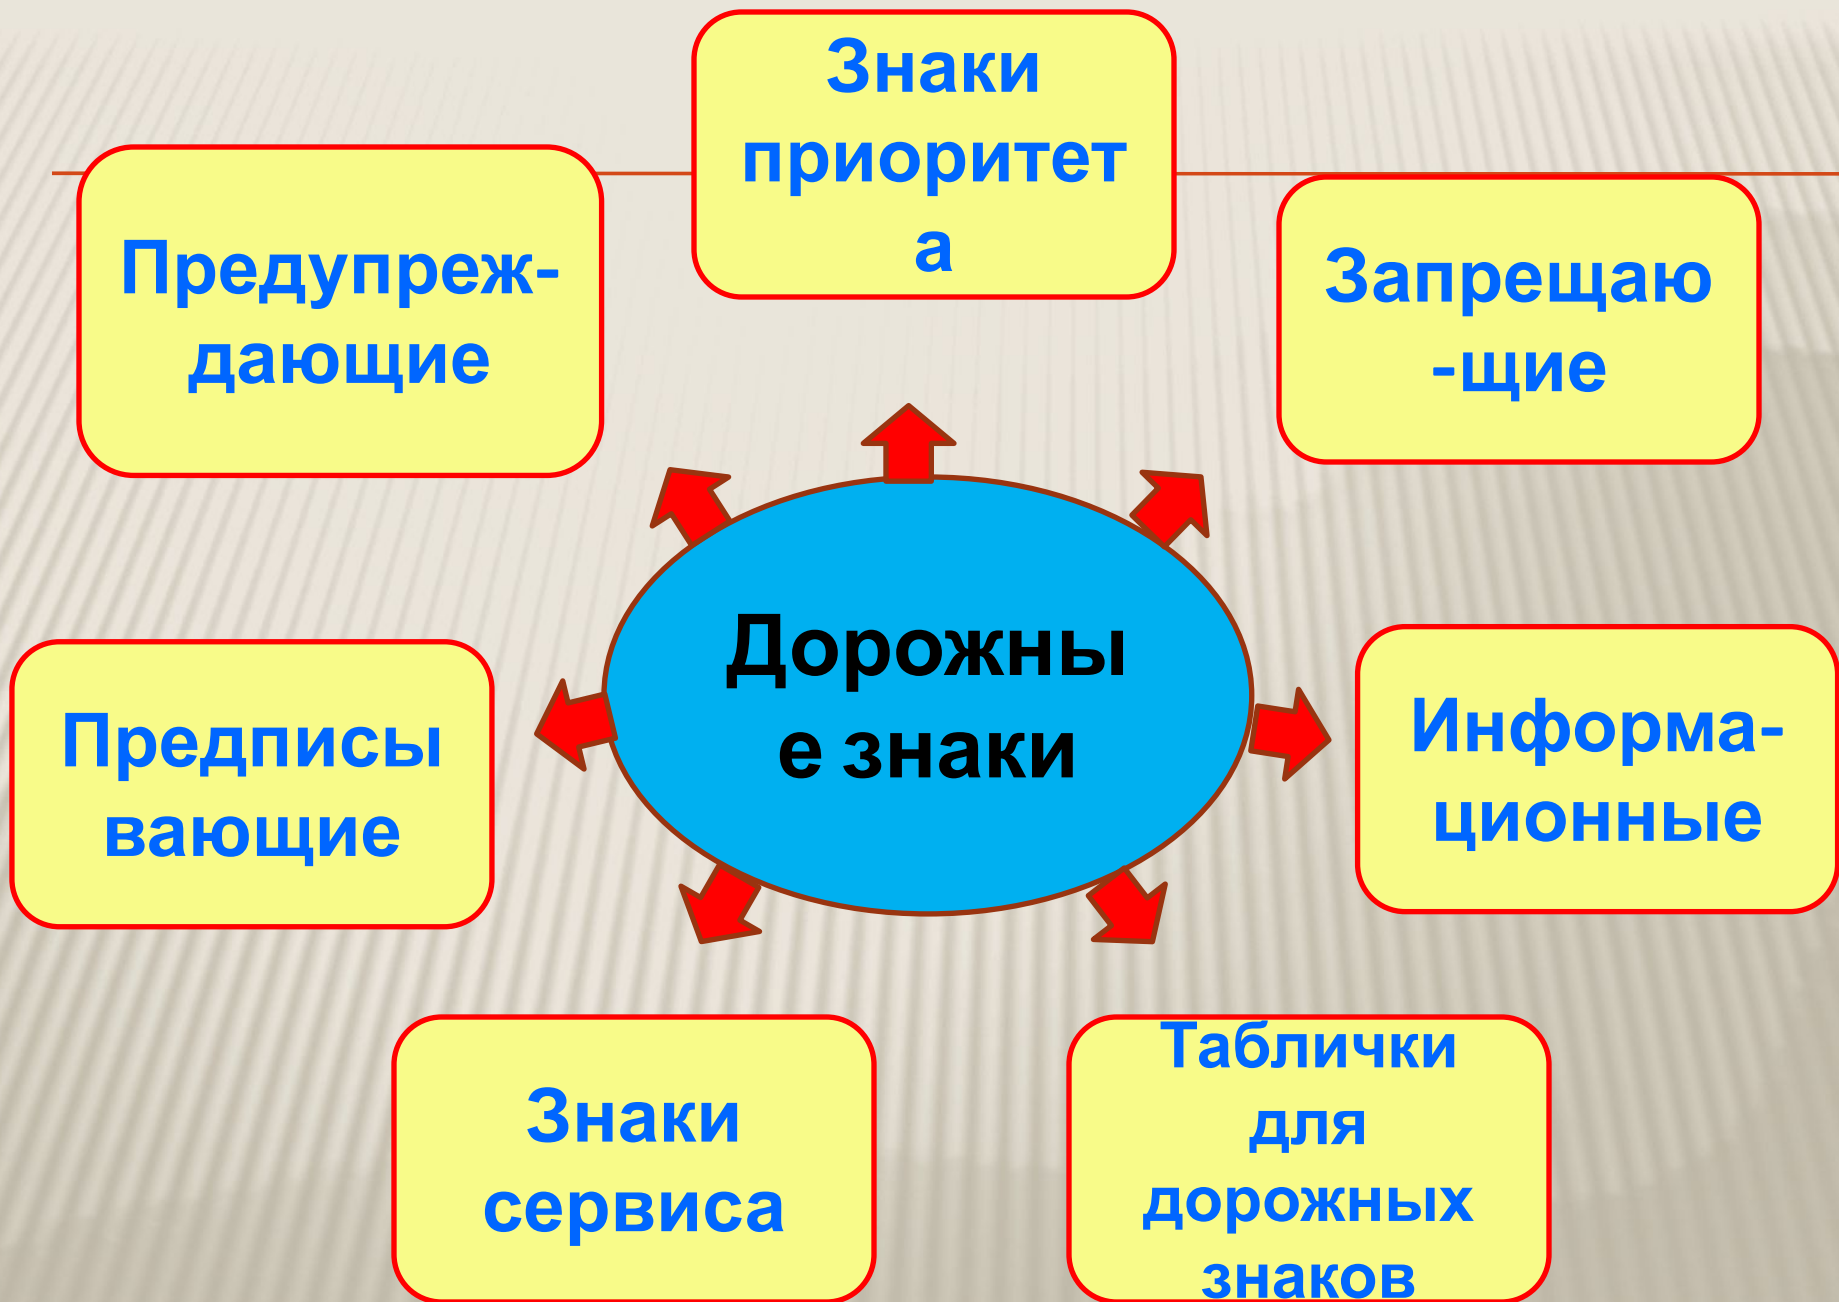 Знаки
приоритет
а
Предупреж-
дающие
Запрещаю
-щие
Дорожны
е знаки
Предписы
вающие
Информа-
ционные
Знаки
сервиса
Таблички
для
дорожных
знаков